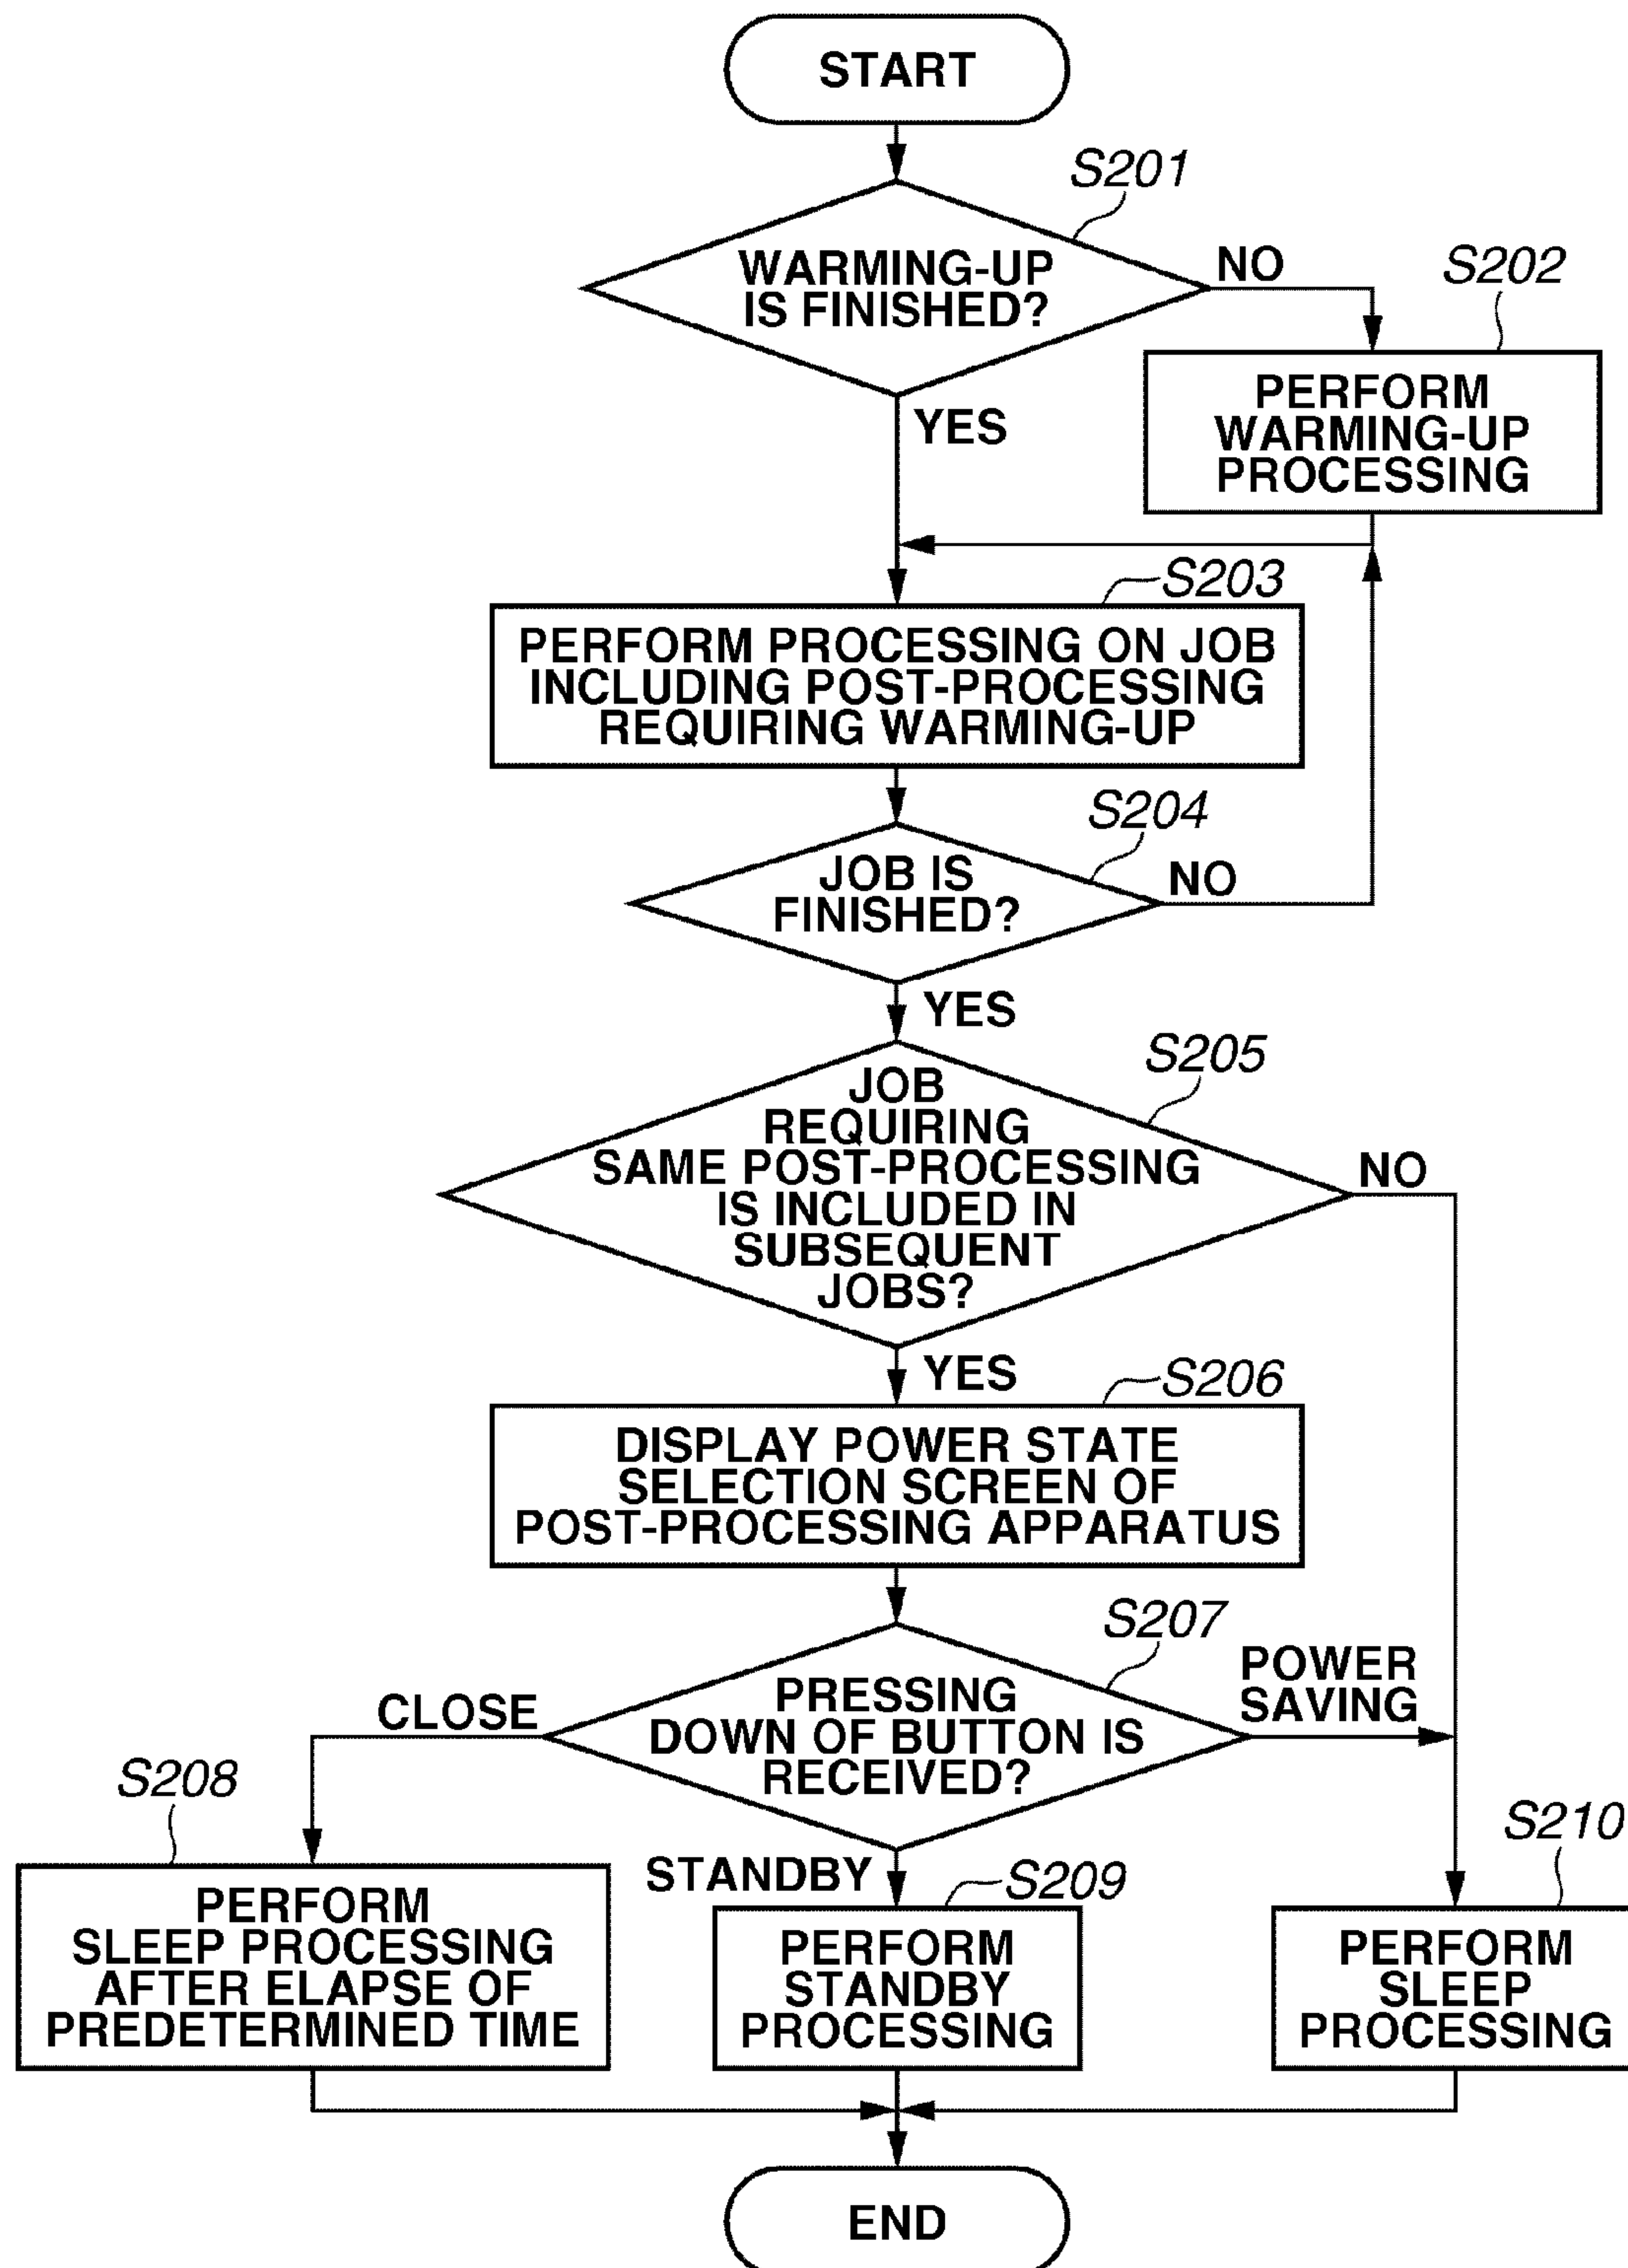 START
S201
WARMING-UP
IS FINISHED?
NO
S202
PERFORM
WARMING-UP
PROCESSING
YES
S203
PERFORM PROCESSING ON JOB
INCLUDING POST-PROCESSING
REQUIRING WARMING-UP
S204
JOB IS
FINISHED?
NO
YES
S205
JOB
REQUIRING
SAME POST-PROCESSING
IS INCLUDED IN
SUBSEQUENT
JOBS?
NO
YES
S206
DISPLAY POWER STATE
SELECTION SCREEN OF
POST-PROCESSING APPARATUS
S207
PRESSING
DOWN OF BUTTON IS
RECEIVED?
CLOSE
POWER
SAVING
STANDBY
S208
PERFORM
SLEEP PROCESSING
AFTER ELAPSE OF
PREDETERMINED TIME
S209
PERFORM
STANDBY
PROCESSING
S210
PERFORM
SLEEP
PROCESSING
END